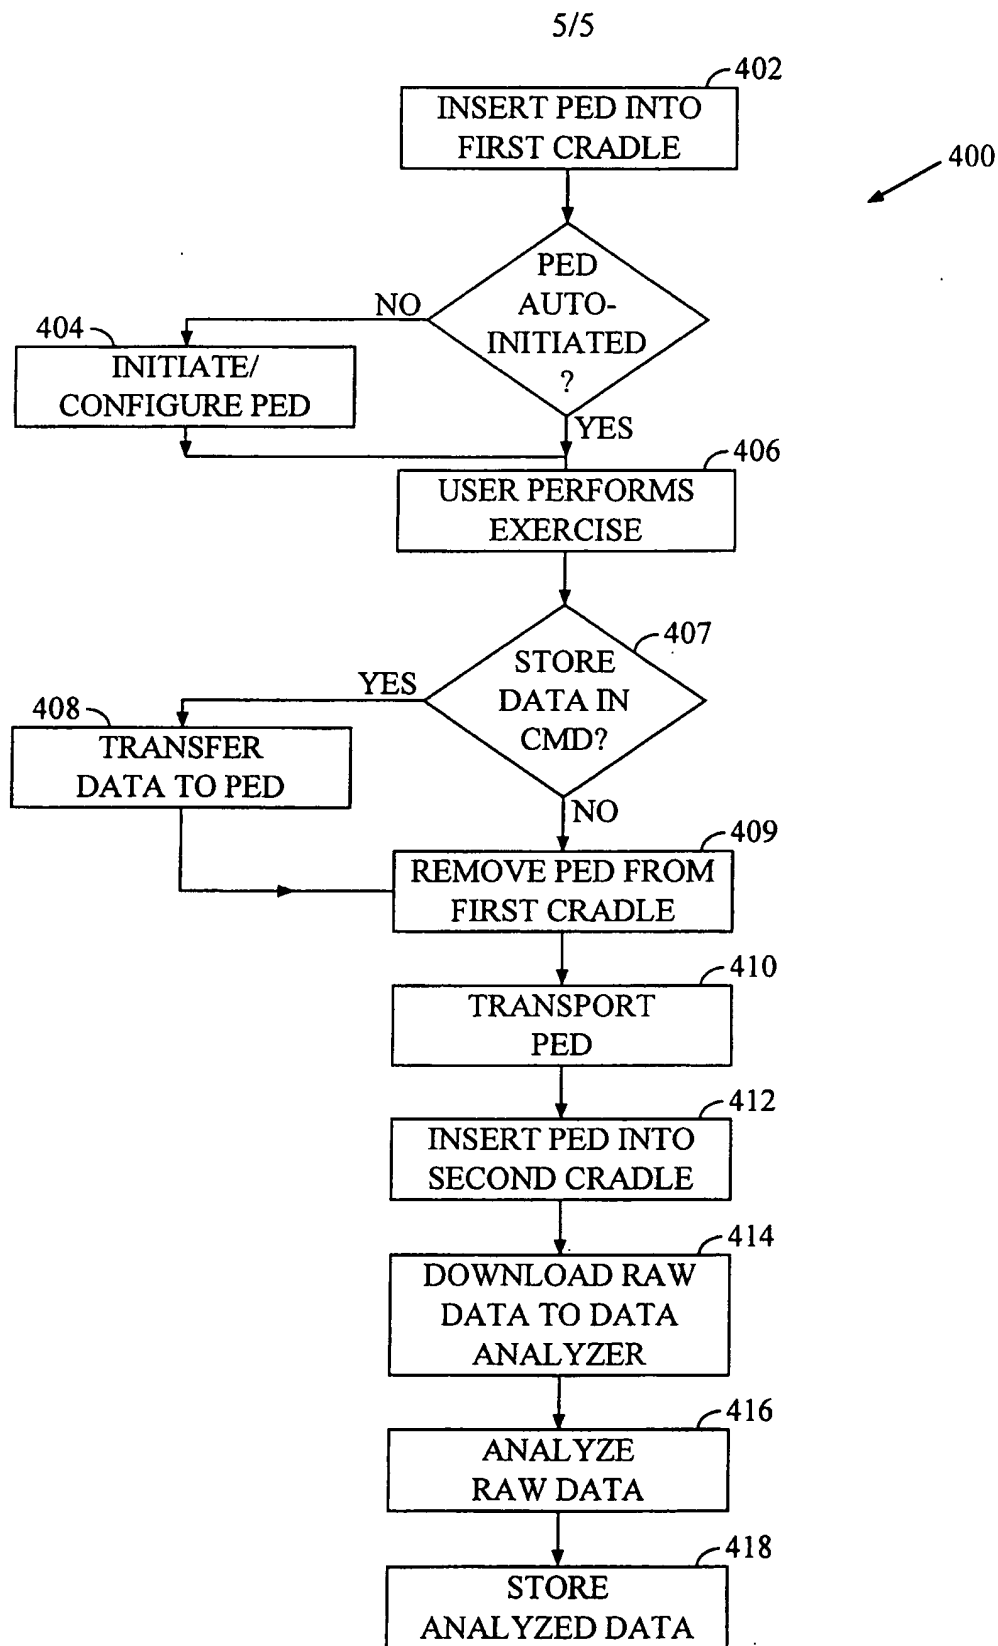 5/5
402
INSERT PED INTO
FIRST CRADLE
400
PED
AUTO-
INITIATED
?
NO
404
INITIATE/
CONFIGURE PED
YES
406
USER PERFORMS
EXERCISE
407
STORE
DATA IN
CMD?
YES
408
TRANSFER
DATA TO PED
NO
409
REMOVE PED FROM
FIRST CRADLE
410
TRANSPORT
PED
412
INSERT PED INTO
SECOND CRADLE
414
DOWNLOAD RAW
DATA TO DATA
ANALYZER
416
ANALYZE
RAW DATA
418
STORE
ANALYZED DATA